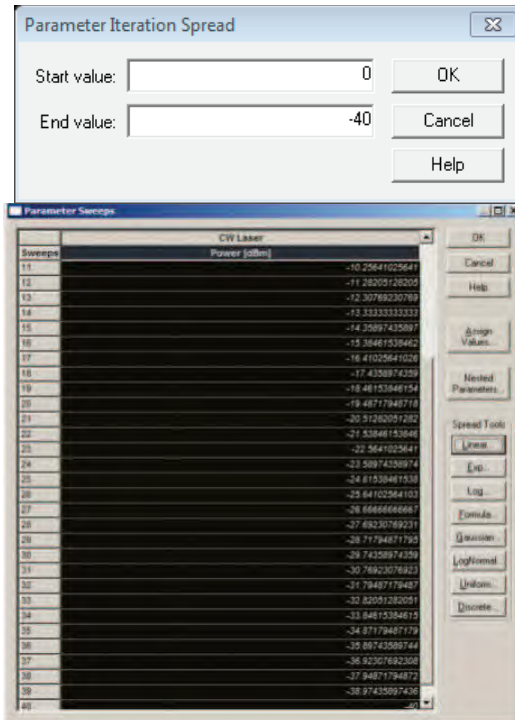 Parameter Iteration Spread
Start value: 0 OK
End value: -40 Cancel
Help
Parameter Sweeps
CW Laser OK
Sweeps Power [dBm]
11 -10.25641025641 Cancel
12 -11.28205128205 Help
13 -12.30769230769
14 -13.33333333333
15 -14.35897435897 Assign
16 -15.38461538462 Values...
17 -16.41025641026
18 -17.4358974359 Nested
19 -18.46153846154 Parameters...
20 -19.48717948718
21 -20.51282051282 Spread Tools
22 -21.53846153846
23 -22.5641025641 Linear...
24 -23.58974358974 Exp...
25 -24.61538461538
26 -25.64102564103 Log...
27 -26.66666666667 Formula...
28 -27.69230769231
29 -28.71794871795 Gaussian...
30 -29.74358974359 LogNormal...
31 -30.76923076923
32 -31.79487179487 Uniform...
33 -32.82051282051 Discrete...
34 -33.84615384615
35 -34.87179487179
36 -35.89743589744
37 -36.92307692308
38 -37.94871794872
39 -38.97435897436
40 -40